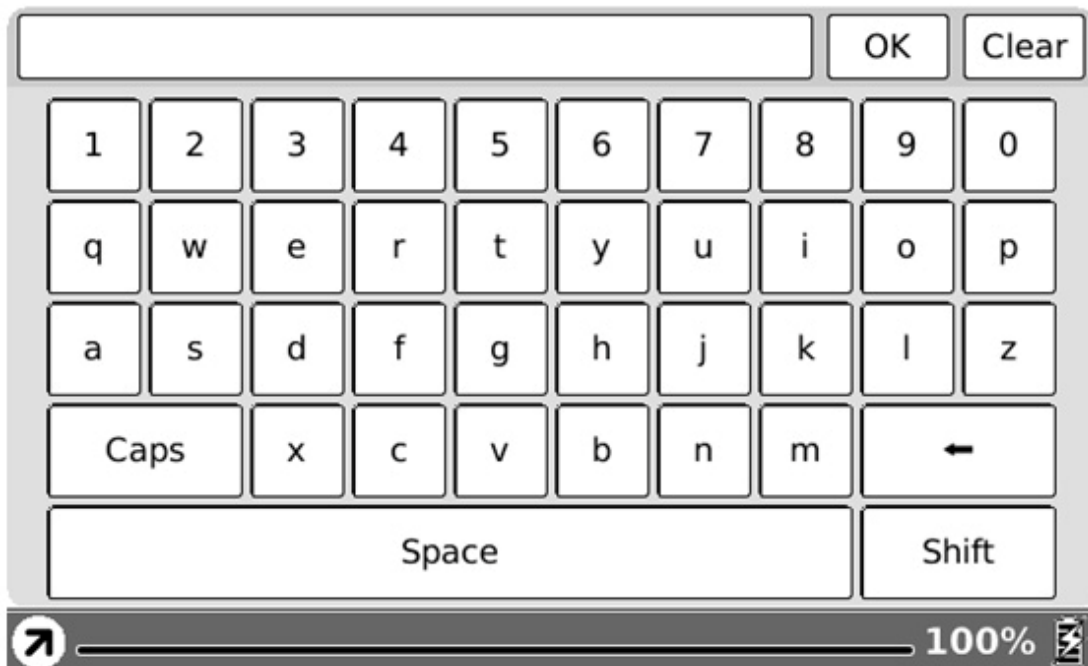 OK Clear
1 2 3 4 5 6 7 8 9 0
q w e r t y u i o p
a s d f g h j k l z
Caps x c v b n m ←
Space Shift
100%